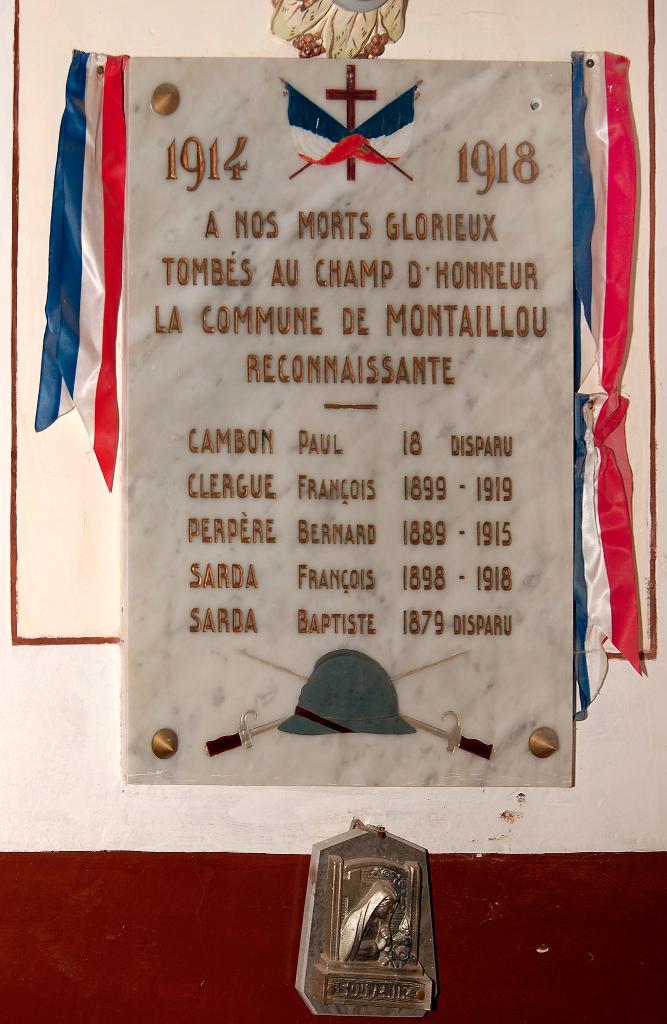 1914 1918
A NOS MORTS GLORIEUX
TOMBÉS AU CHAMP D'HONNEUR
LA COMMUNE DE MONTAILLOU
RECONNAISSANTE
CAMBON PAUL 18 DISPARU
CLERGUE FRANÇOIS 1899 - 1919
PERPÈRE BERNARD 1889 - 1915
SARDA FRANÇOIS 1898 - 1918
SARDA BAPTISTE 1879 DISPARU
SOUVENIR